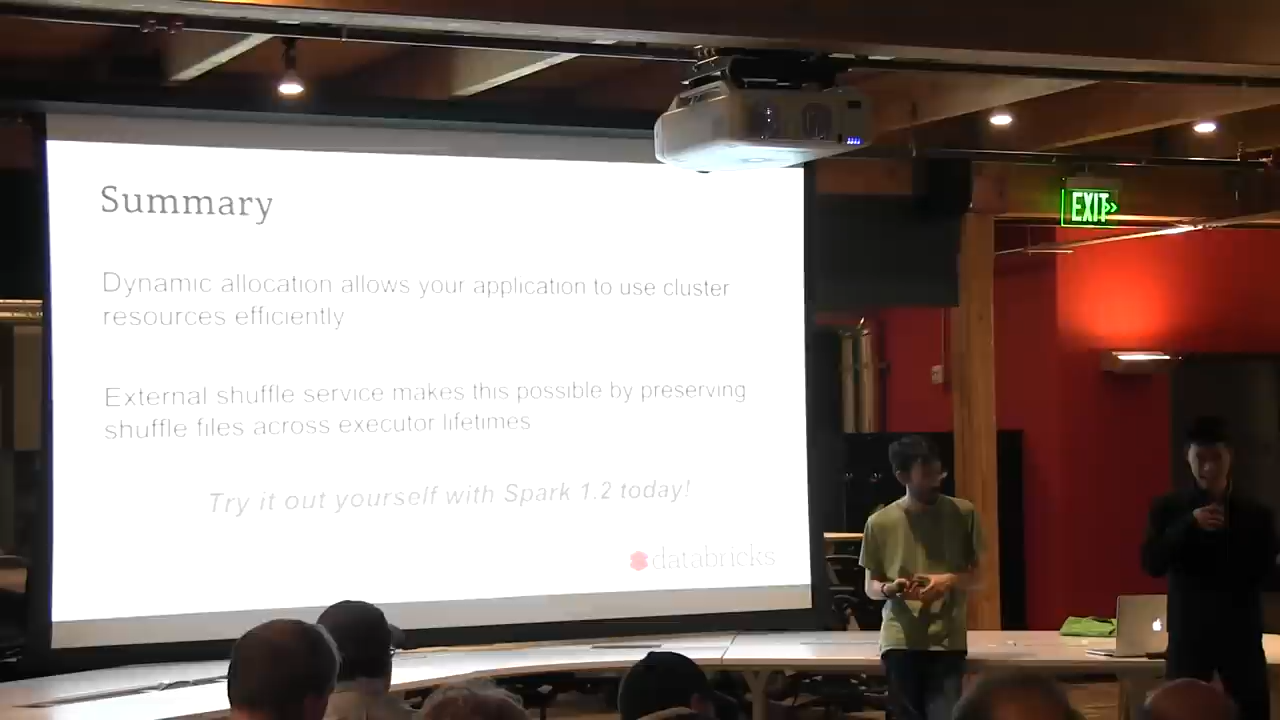 Summary
Dynamic allocation allows your application to use cluster
resources efficiently
External shuffle service makes this possible by preserving
shuffle files across executor lifetimes
Try it out yourself with Spark 1.2 today!
databricks
EXIT